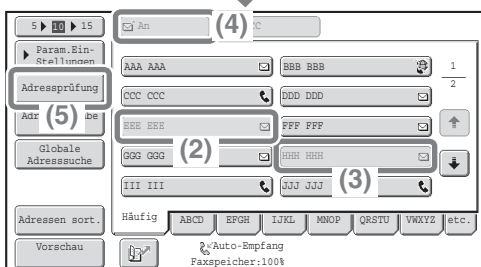 5 10 15
An
(4)
CC
Param.Ein-
Stellungen
AAA AAA
BBB BBB
1
2
Adressprüfung
CCC CCC
DDD DDD
(5)
EEE EEE
(2)
FFF FFF
Globale
Adresssuche
GGG GGG
HHH HHH
(3)
III III
JJJ JJJ
Adressen sort.
Häufig
ABCD
EFGH
IJKL
MNOP
QRSTU
VWXYZ
etc.
Vorschau
Auto-Empfang
Faxspeicher:100%